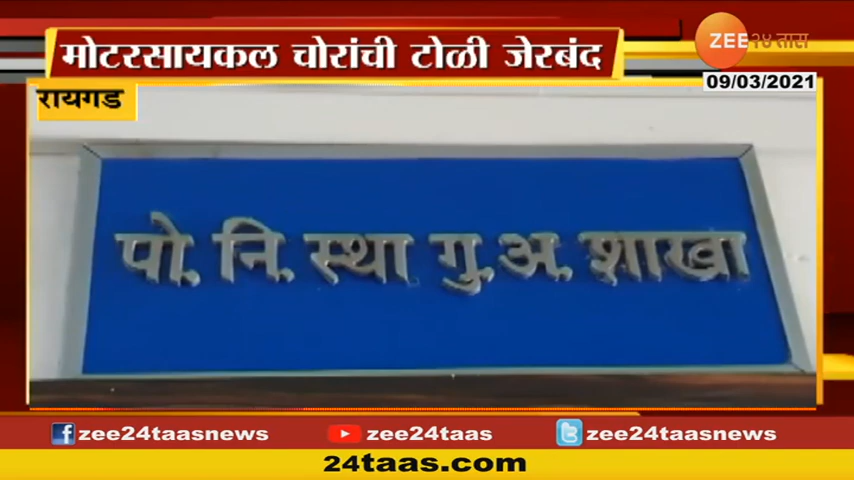 मोटरसायकल चोरांची टोळी जेरबंद
ZEE २४ तास
09/03/2021
रायगड
पो. नि. स्था गु. अ. शाखा
zee24taasnews
zee24taas
zee24taasnews
24taas.com